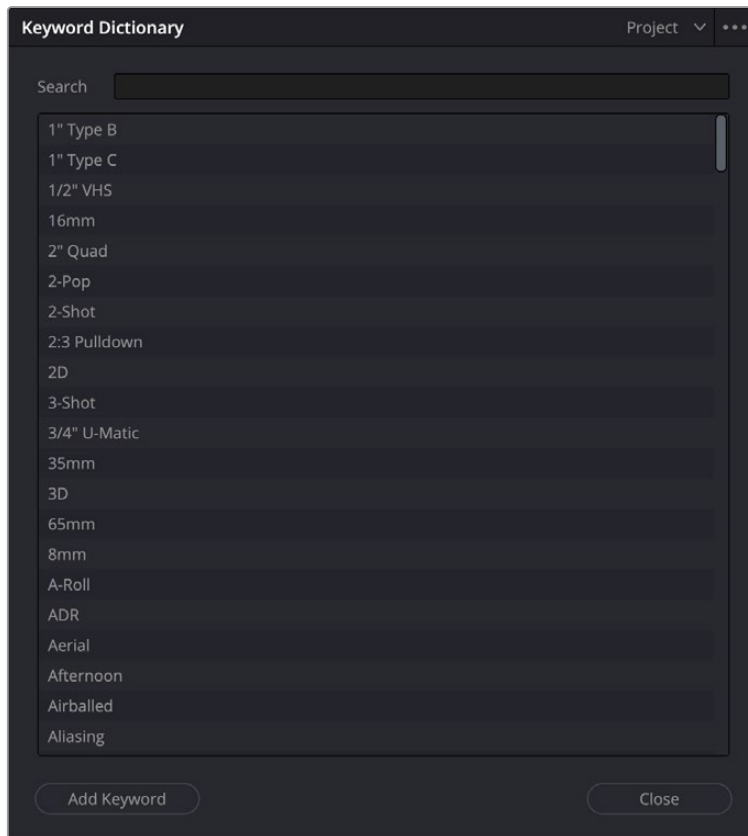 Keyword Dictionary Project
Search
1" Type B
1" Type C
1/2" VHS
16mm
2" Quad
2-Pop
2-Shot
2:3 Pulldown
2D
3-Shot
3/4" U-Matic
35mm
3D
65mm
8mm
A-Roll
ADR
Aerial
Afternoon
Airballed
Aliasing
Add Keyword Close